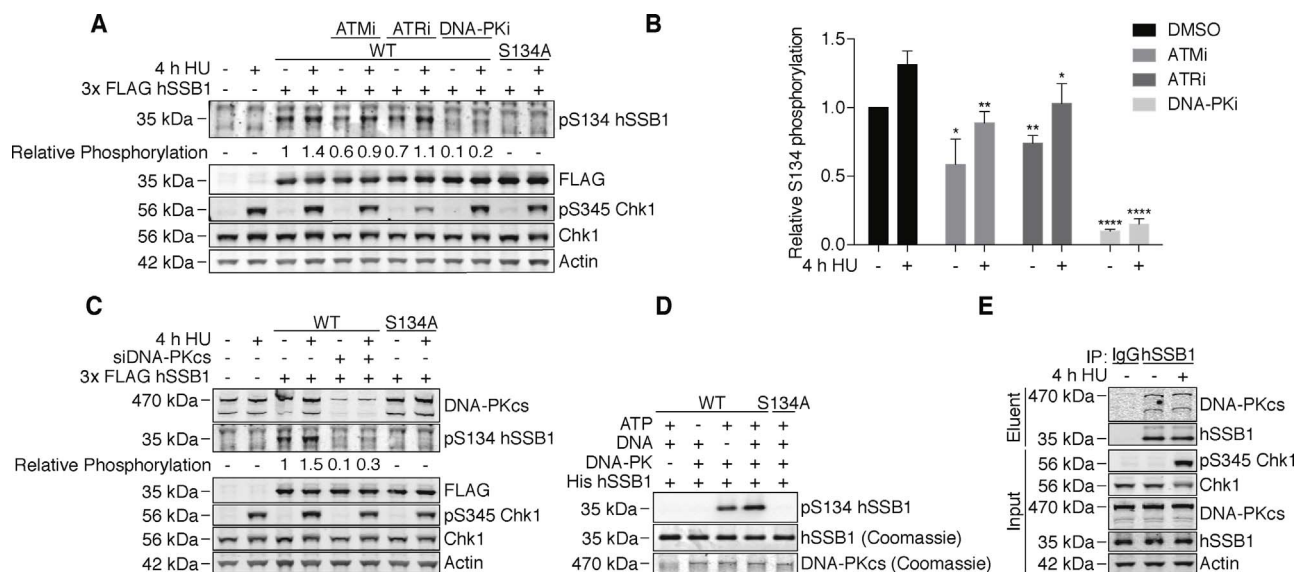 A
ATMi ATRi DNA-PKi
WT S134A
4 h HU - + - + - + - + - + - +
3x FLAG hSSB1 - - + + + + + + + + + +
35 kDa pS134 hSSB1
Relative Phosphorylation 1 1.4 0.6 0.9 0.7 1.1 0.1 0.2 - -
35 kDa FLAG
56 kDa pS345 Chk1
56 kDa Chk1
42 kDa Actin
B
Relative S134 phosphorylation
1.5
1.0
0.5
0.0
* ** ** * **** ****
4 h HU - + - + - + - +
DMSO
ATMi
ATRi
DNA-PKi
C
WT S134A
4 h HU - + - + - + - +
siDNA-PKcs - - - - + + - -
3x FLAG hSSB1 - - + + + + + +
470 kDa DNA-PKcs
35 kDa pS134 hSSB1
Relative Phosphorylation 1 1.5 0.1 0.3 - -
35 kDa FLAG
56 kDa pS345 Chk1
56 kDa Chk1
42 kDa Actin
D
WT S134A
ATP + - + + +
DNA + + - + +
DNA-PK - + + + +
His hSSB1 + + + + +
35 kDa pS134 hSSB1
35 kDa hSSB1 (Coomassie)
470 kDa DNA-PKcs (Coomassie)
E
IP: IgG hSSB1
4 h HU - - +
Eluent
470 kDa DNA-PKcs
35 kDa hSSB1
Input
56 kDa pS345 Chk1
56 kDa Chk1
470 kDa DNA-PKcs
35 kDa hSSB1
42 kDa Actin